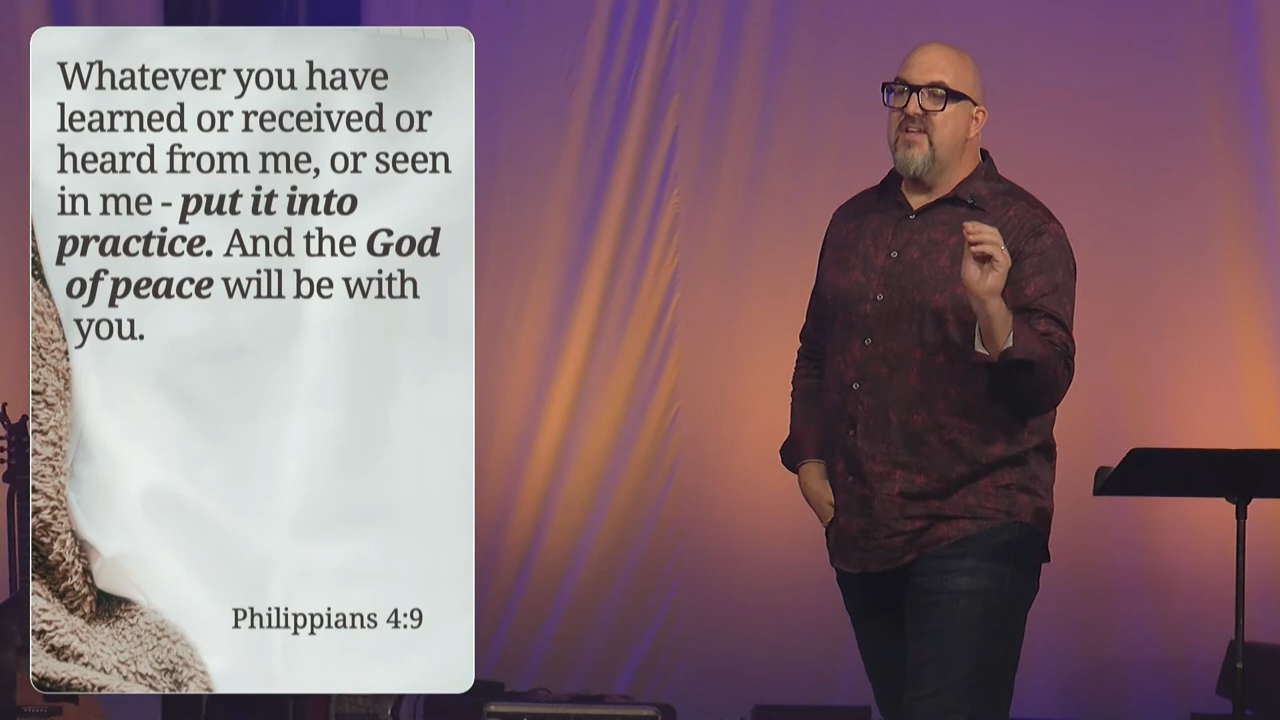 Whatever you have
learned or received or
heard from me, or seen
in me - put it into
practice. And the God
of peace will be with
you.
Philippians 4:9